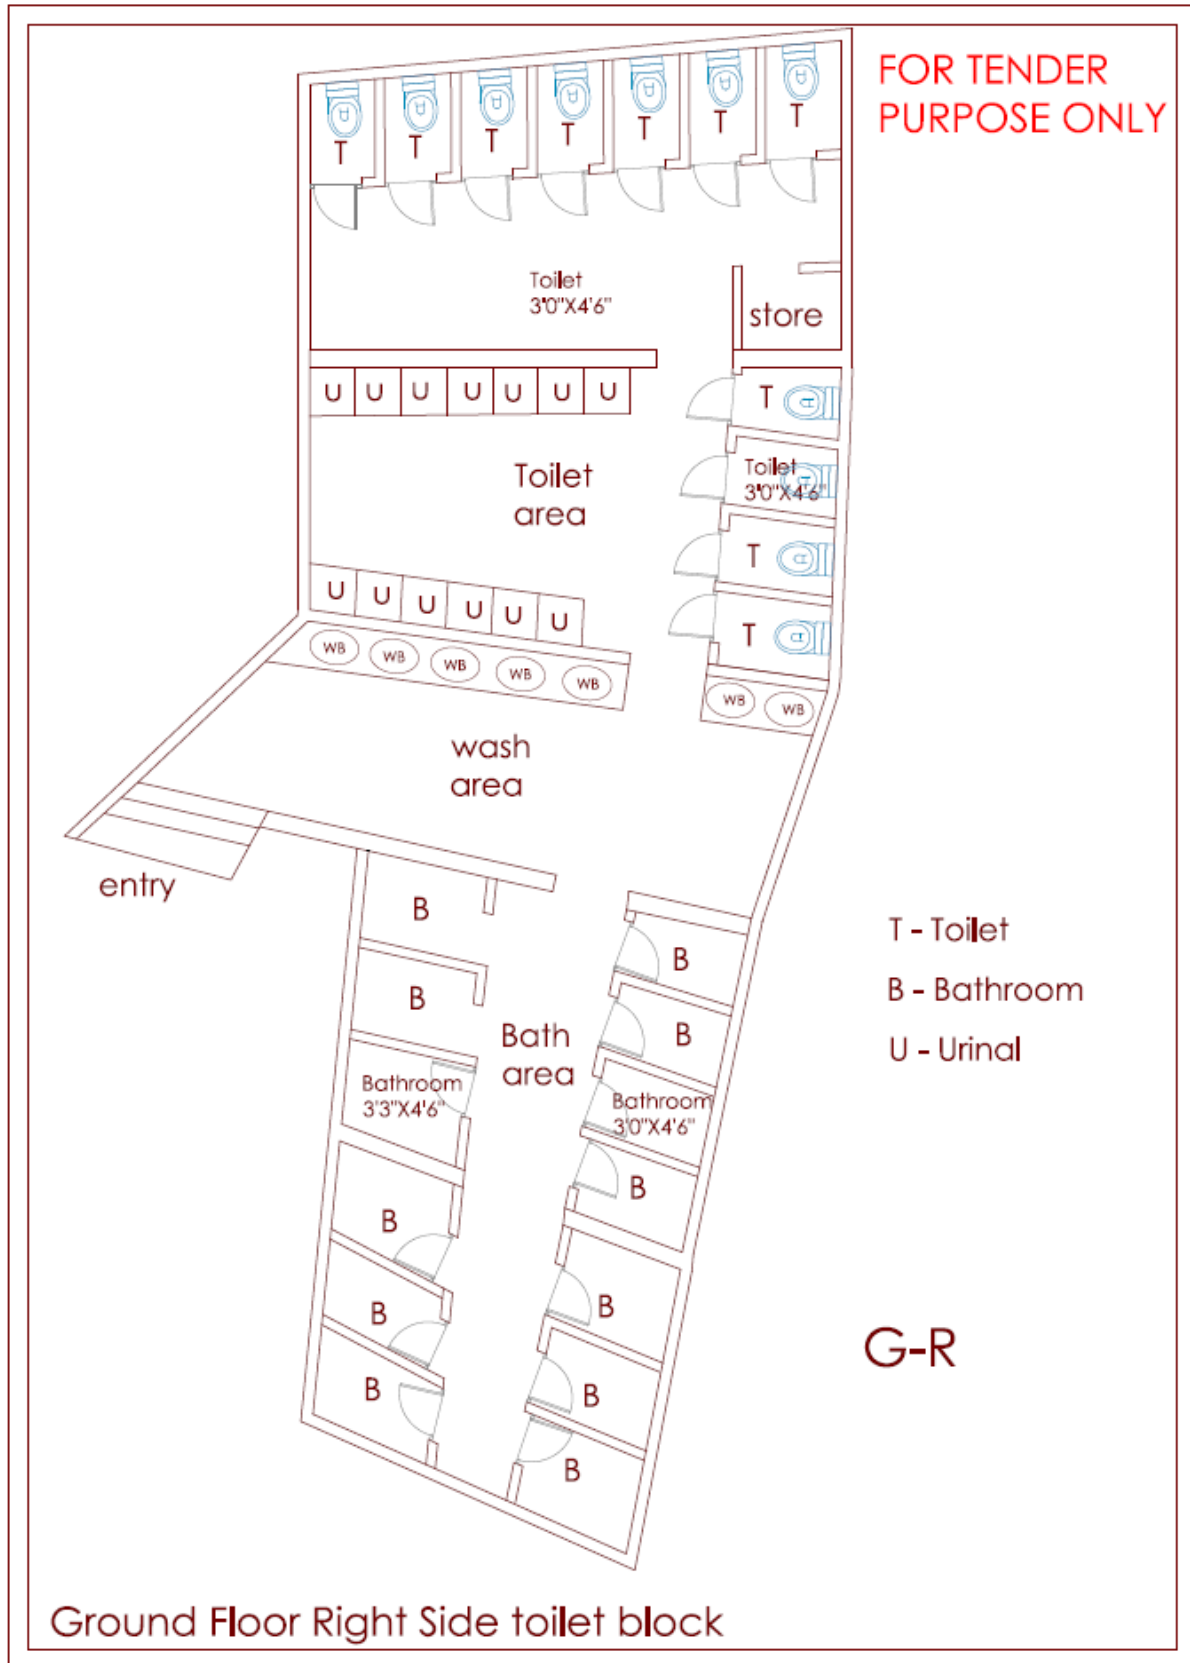 FOR TENDER
PURPOSE ONLY
T T T T T T T
Toilet
3'0"X4'6"
store
U U U U U U U
T
Toilet
3'0"X4'6"
Toilet
area
T
U U U U U U
T
WB WB WB WB WB
WB WB
wash
area
entry
B
B
B
B
Bath
area
Bathroom
3'3"X4'6"
Bathroom
3'0"X4'6"
B
B
B
B
B
B
B
B
T - Toilet
B - Bathroom
U - Urinal
G-R
Ground Floor Right Side toilet block